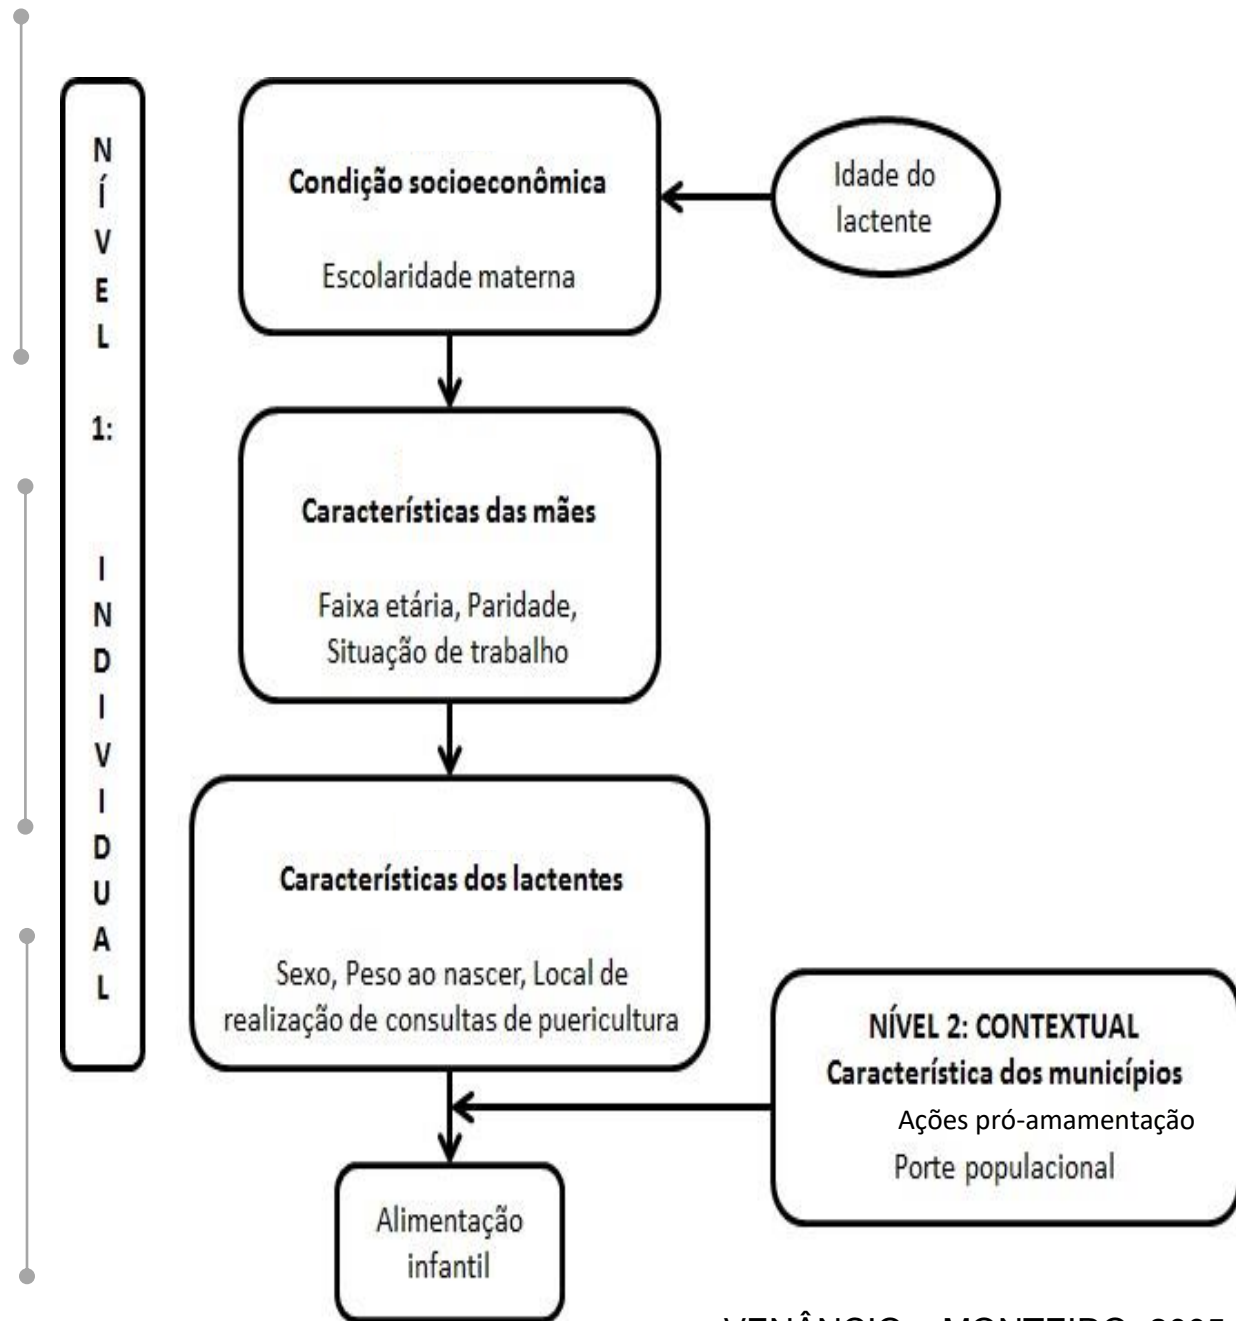 NÍVEL 1: INDIVIDUAL
Condição socioeconômica
Escolaridade materna
Idade do
lactente
Características das mães
Faixa etária, Paridade,
Situação de trabalho
Características dos lactentes
Sexo, Peso ao nascer, Local de
realização de consultas de puericultura
NÍVEL 2: CONTEXTUAL
Característica dos municípios
Ações pró-amamentação
Porte populacional
Alimentação
infantil